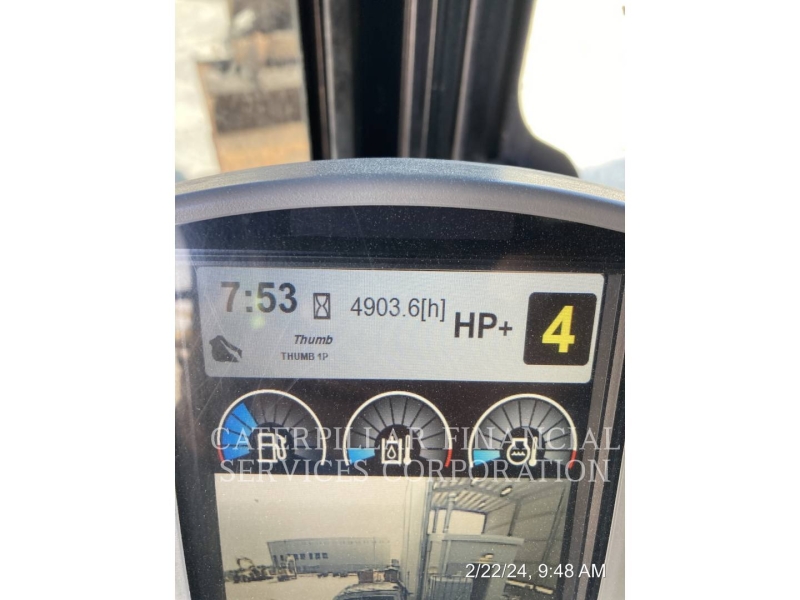 7:53 4903.6[h] HP+ 4
Thumb
THUMB 1P
CATERPILLAR FINANCIAL
SERVICES CORPORATION
2/22/24, 9:48 AM